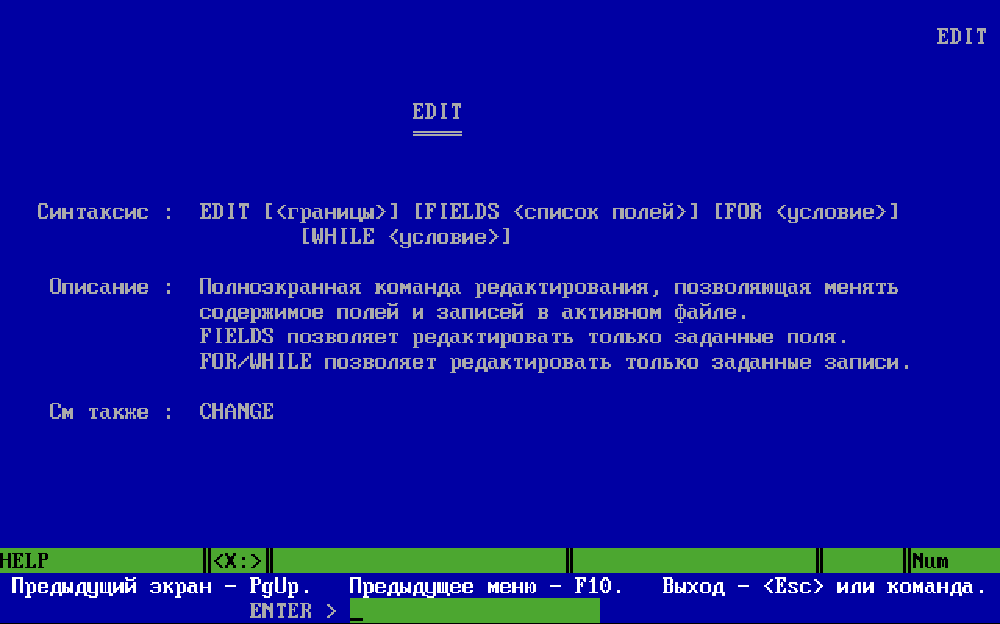 EDIT
EDIT
Синтаксис : EDIT [<границы>] [FIELDS <список полей>] [FOR <условие>]
[WHILE <условие>]
Описание : Полноэкранная команда редактирования, позволяющая менять
содержимое полей и записей в активном файле.
FIELDS позволяет редактировать только заданные поля.
FOR/WHILE позволяет редактировать только заданные записи.
См также : CHANGE
HELP <X:> Num
Предыдущий экран - PgUp. Предыдущее меню - F10. Выход - <Esc> или команда.
ENTER > _